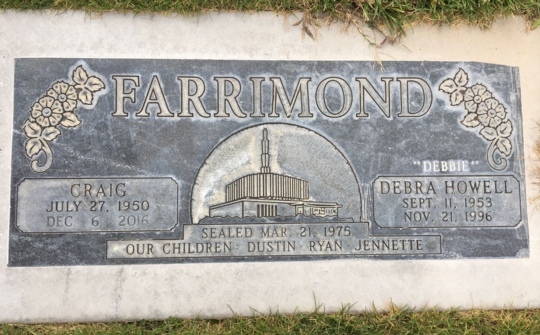 FARRIMOND
CRAIG
JULY 27, 1950
DEC 6, 2016
"DEBBIE"
DEBRA HOWELL
SEPT. 11, 1953
NOV. 21, 1996
SEALED MAR. 21, 1975
OUR CHILDREN · DUSTIN · RYAN · JENNETTE